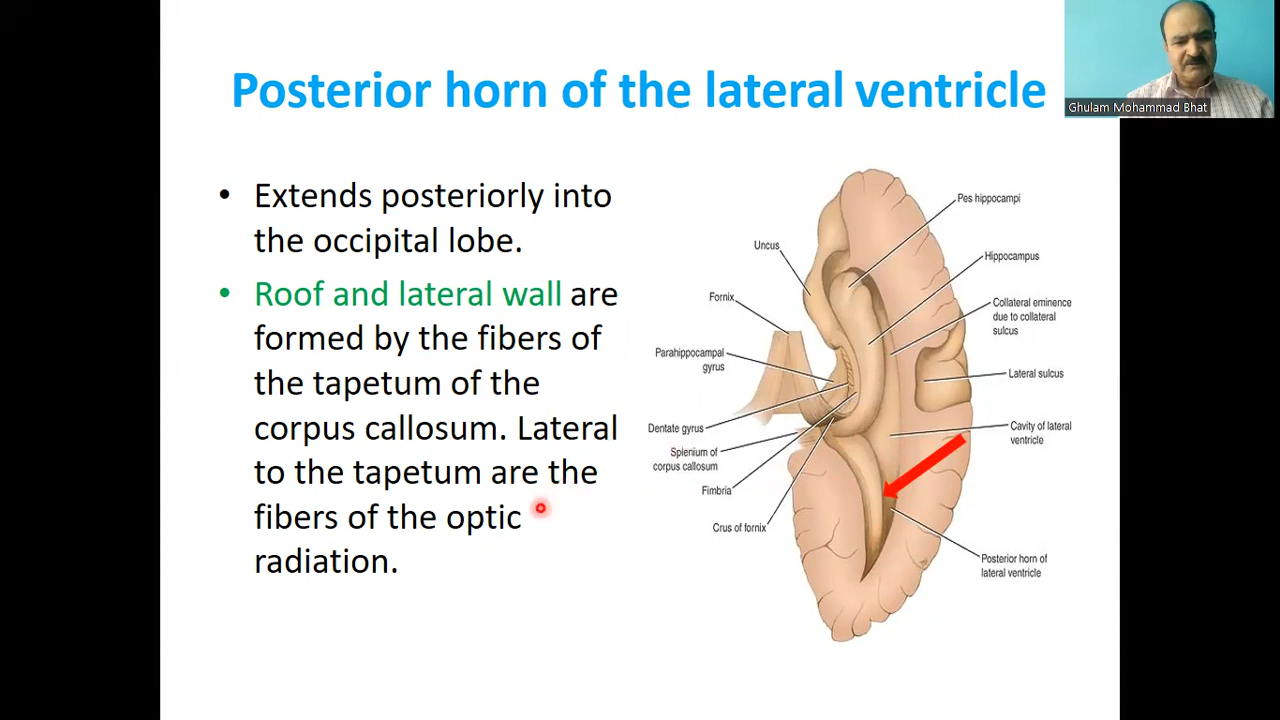 Posterior horn of the lateral ventricle
Ghulam Mohammad Bhat
• Extends posteriorly into
the occipital lobe.
• Roof and lateral wall are
formed by the fibers of
the tapetum of the
corpus callosum. Lateral
to the tapetum are the
fibers of the optic
radiation.
Uncus
Fornix
Parahippocampal
gyrus
Dentate gyrus
Splenium of
corpus callosum
Fimbria
Crus of fornix
Pes hippocampi
Hippocampus
Collateral eminence
due to collateral
sulcus
Lateral sulcus
Cavity of lateral
ventricle
Posterior horn of
lateral ventricle